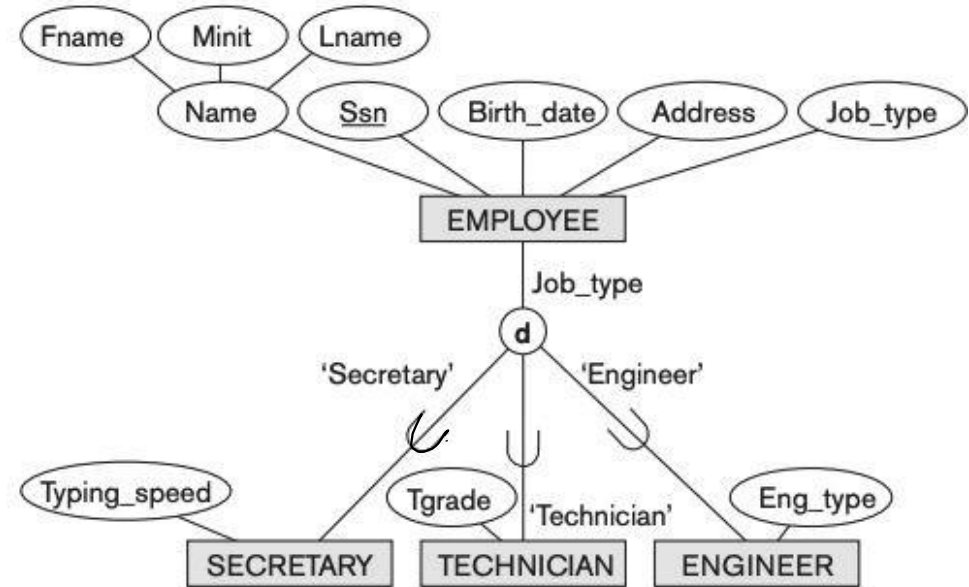 Fname Minit Lname
Name Ssn Birth_date Address Job_type
EMPLOYEE
Job_type
d
‘Secretary’ ‘Engineer’
Typing_speed Tgrade ‘Technician’ Eng_type
SECRETARY TECHNICIAN ENGINEER